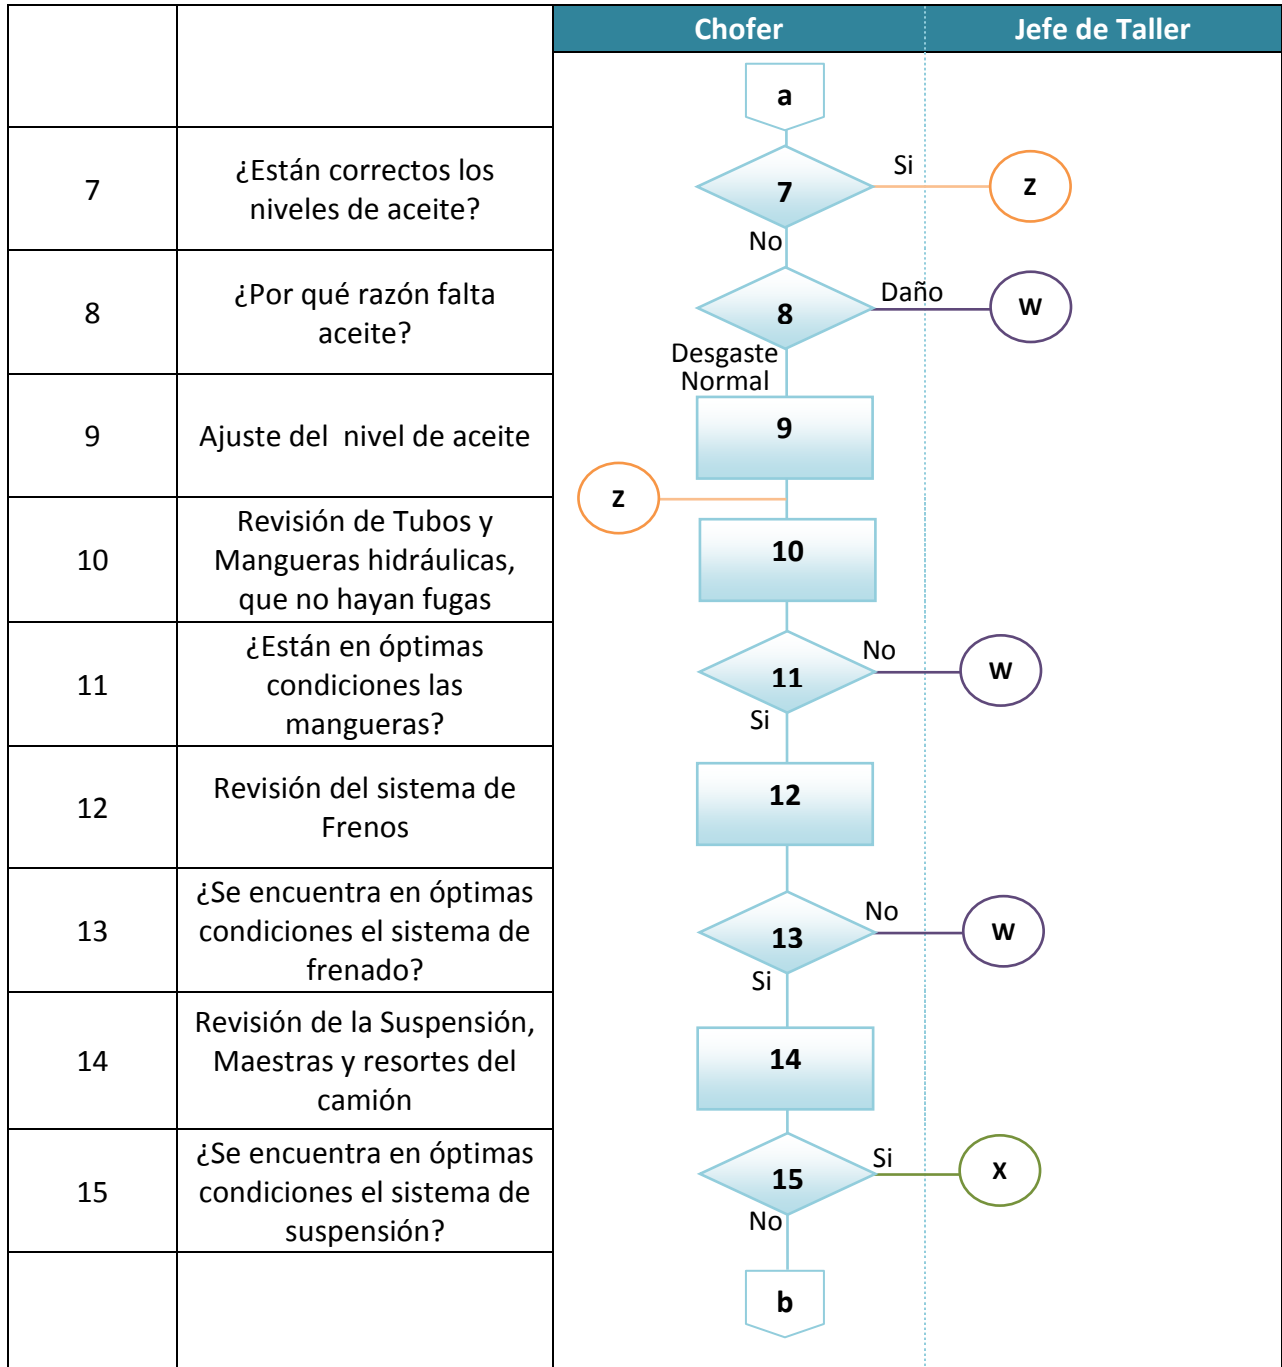 Chofer
Jefe de Taller
a
7
¿Están correctos los
niveles de aceite?
7
Si
Z
No
8
¿Por qué razón falta
aceite?
8
Daño
W
Desgaste
Normal
9
Ajuste del nivel de aceite
9
Z
10
Revisión de Tubos y
Mangueras hidráulicas,
que no hayan fugas
10
11
¿Están en óptimas
condiciones las
mangueras?
11
No
W
Si
12
Revisión del sistema de
Frenos
12
13
¿Se encuentra en óptimas
condiciones el sistema de
frenado?
13
No
W
Si
14
Revisión de la Suspensión,
Maestras y resortes del
camión
14
15
¿Se encuentra en óptimas
condiciones el sistema de
suspensión?
15
Si
X
No
b